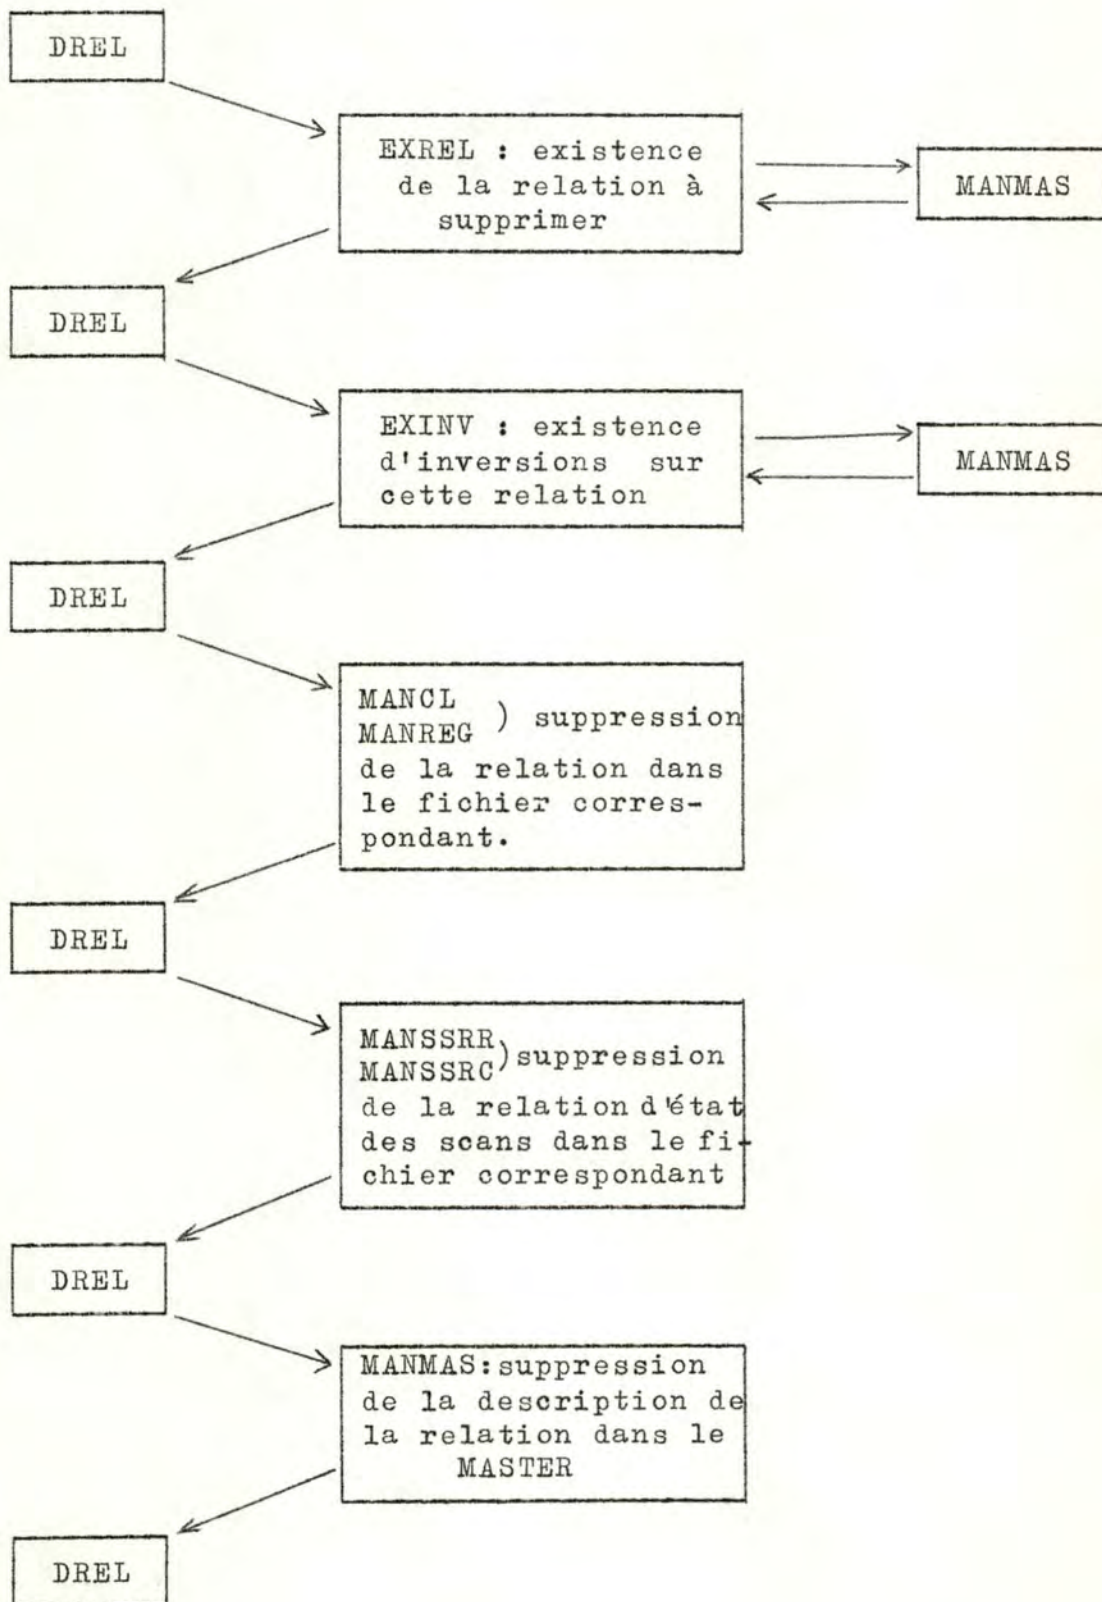 DREL
EXREL : existence
de la relation à
supprimer
MANMAS
DREL
EXINV : existence
d'inversions sur
cette relation
MANMAS
DREL
MANCL
MANREG ) suppression
de la relation dans
le fichier corres-
pondant.
DREL
MANSSRR
MANSSRC ) suppression
de la relation d'état
des scans dans le fi-
chier correspondant
DREL
MANMAS: suppression
de la description de
la relation dans le
MASTER
DREL